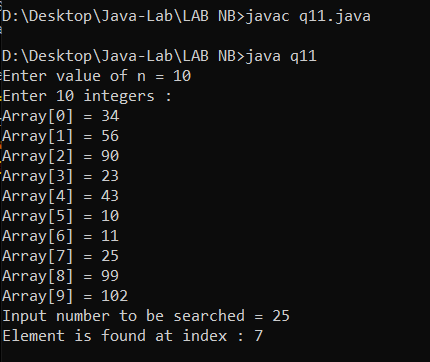 D:\Desktop\Java-Lab\LAB NB>javac q11.java
D:\Desktop\Java-Lab\LAB NB>java q11
Enter value of n = 10
Enter 10 integers :
Array[0] = 34
Array[1] = 56
Array[2] = 90
Array[3] = 23
Array[4] = 43
Array[5] = 10
Array[6] = 11
Array[7] = 25
Array[8] = 99
Array[9] = 102
Input number to be searched = 25
Element is found at index : 7